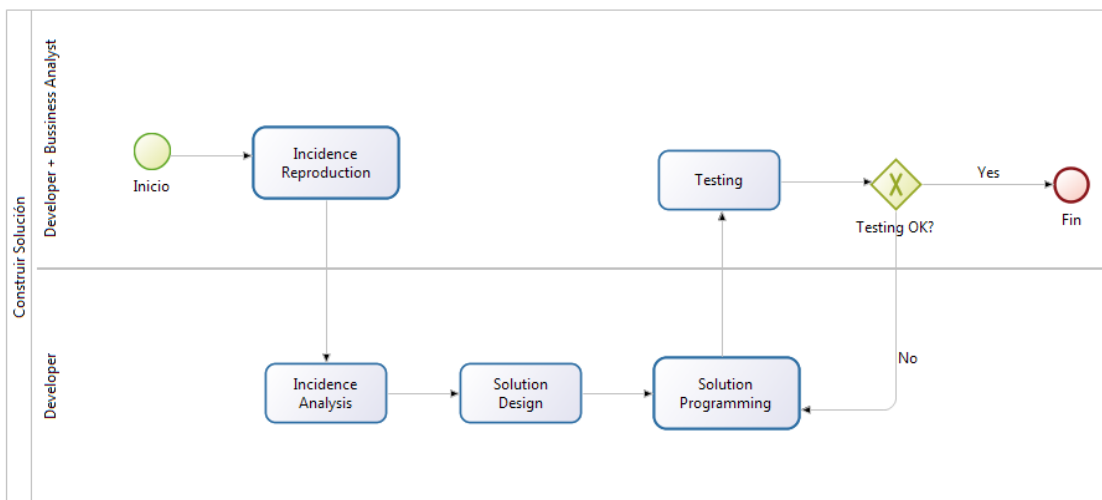 Construir Solución
Developer + Bussiness Analyst
Inicio
Incidence
Reproduction
Testing
Testing OK?
Yes
Fin
Developer
Incidence
Analysis
Solution
Design
Solution
Programming
No